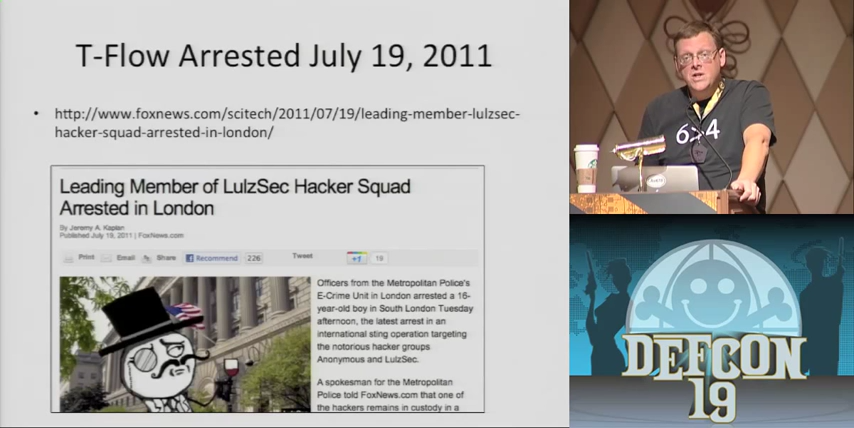 T-Flow Arrested July 19, 2011
• http://www.foxnews.com/scitech/2011/07/19/leading-member-lulzsec-
hacker-squad-arrested-in-london/
Leading Member of LulzSec Hacker Squad
Arrested in London
By Jeremy A. Kaplan
Published July 19, 2011 | FoxNews.com
Print Email Share Recommend 226 Tweet +1 19
Officers from the Metropolitan Police's
E-Crime Unit in London arrested a 16-
year-old boy in South London Tuesday
afternoon, the latest arrest in an
international sting operation targeting
the notorious hacker groups
Anonymous and LulzSec.
A spokesman for the Metropolitan
Police told FoxNews.com that one of
the hackers remains in custody in a
DEFCON
19